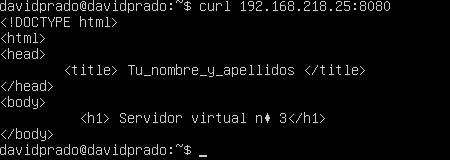 davidprado@davidprado:~$ curl 192.168.218.25:8080
<!DOCTYPE html>
<html>
<head>
<title> Tu_nombre_y_apellidos </title>
</head>
<body>
<h1> Servidor virtual n♦ 3</h1>
</body>
davidprado@davidprado:~$ _